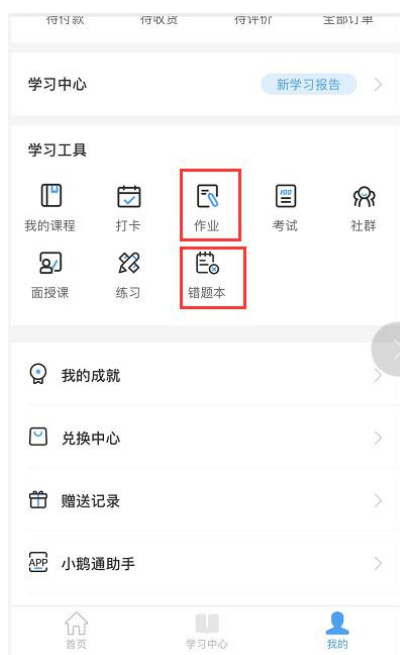 待付款 待收货 待评价 全部订单
学习中心 新学习报告
学习工具
我的课程 打卡 作业 考试 社群
面授课 练习 错题本
我的成就
兑换中心
赠送记录
APP 小鹅通助手
首页 学习中心 我的